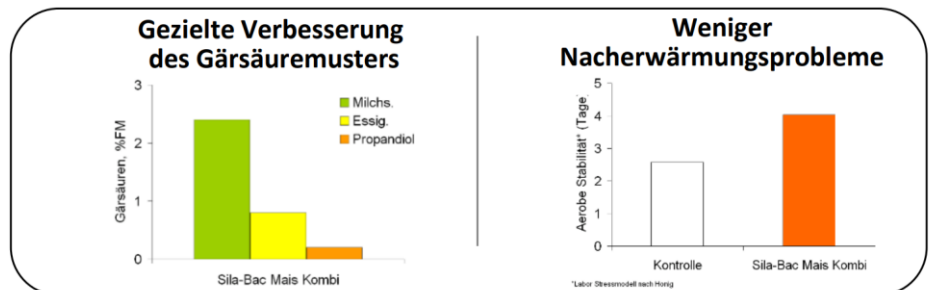 Gezielte Verbesserung
des Gärsäuremusters
3
2
1
0
Gärsäuren, %FM
Milchs.
Essig.
Propandiol
Sila-Bac Mais Kombi
Weniger
Nacherwärmungsprobleme
5
4
3
2
1
0
Aerobe Stabilität* (Tage)
Kontrolle
Sila-Bac Mais Kombi
*Labor Stressmodell nach Honig